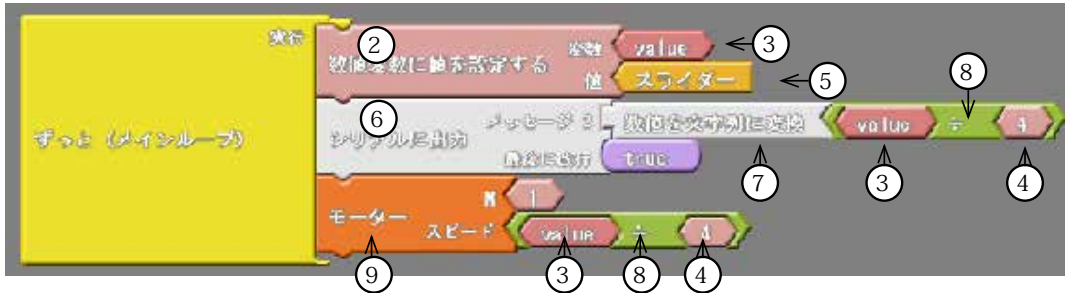 実行
② 変数 value ③
数値変数に値を設定する
値 スライダー ⑤
⑧
⑥ メッセージ 数値を文字列に変換 value ÷ 4
ずっと (メインループ) シリアルに出力
最後に改行 true ⑦ ③ ④
N 1
モーター スピード value ÷ 4
⑨ ③ ⑧ ④